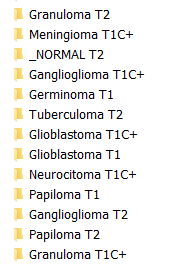 Granuloma T2
Meningioma T1C+
_NORMAL T2
Ganglioglioma T1C+
Germinoma T1
Tuberculoma T2
Glioblastoma T1C+
Glioblastoma T1
Neurocitoma T1C+
Papiloma T1
Ganglioglioma T2
Papiloma T2
Granuloma T1C+